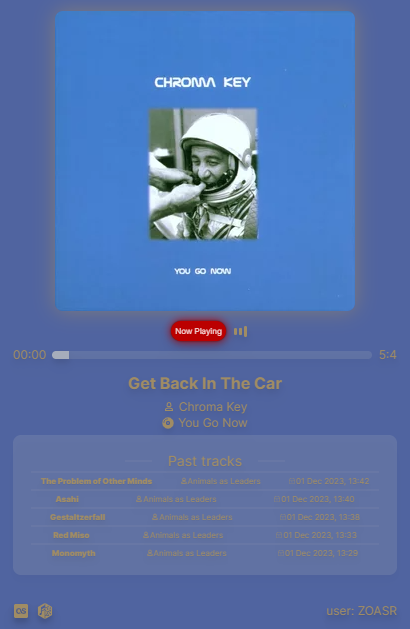 CHROMA KEY
YOU GO NOW
Now Playing
00:00 5:4
Get Back In The Car
Chroma Key
You Go Now
Past tracks
The Problem of Other Minds Animals as Leaders 01 Dec 2023, 13:42
Asahi Animals as Leaders 01 Dec 2023, 13:40
Gestaltzerfall Animals as Leaders 01 Dec 2023, 13:38
Red Miso Animals as Leaders 01 Dec 2023, 13:33
Monomyth Animals as Leaders 01 Dec 2023, 13:29
user: ZOASR